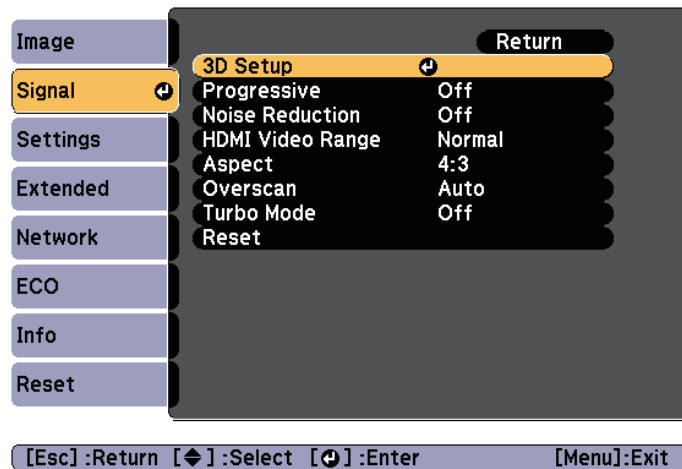 Image
Signal
Settings
Extended
Network
ECO
Info
Reset
Return
3D Setup
Progressive Off
Noise Reduction Off
HDMI Video Range Normal
Aspect 4:3
Overscan Auto
Turbo Mode Off
Reset
[Esc] :Return [◆] :Select [⏎] :Enter [Menu]:Exit